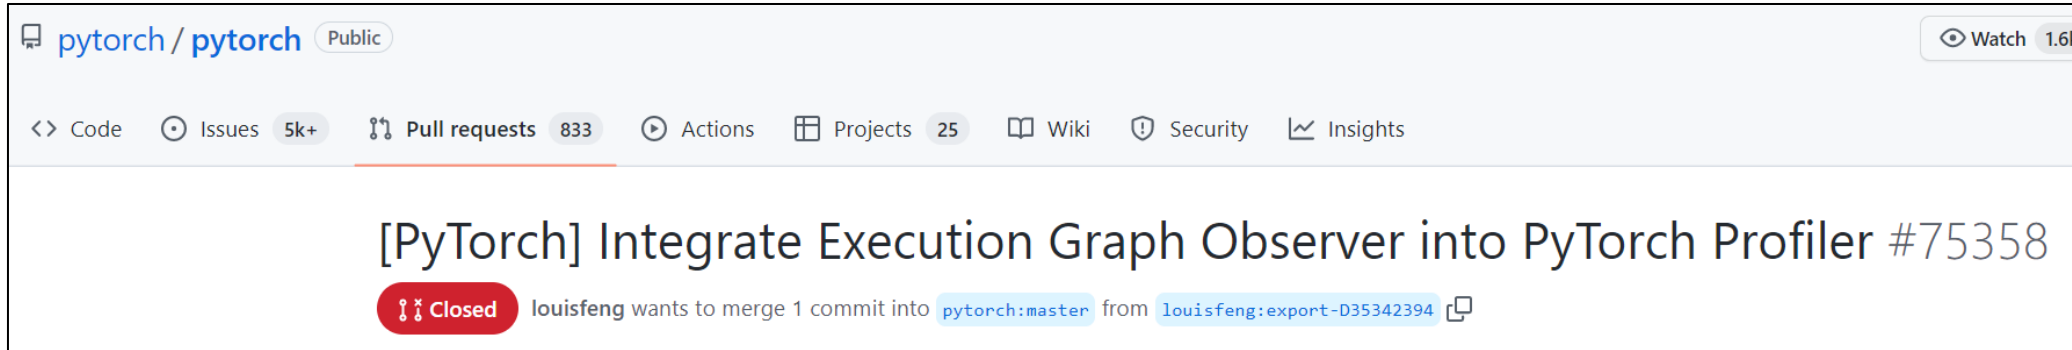 pytorch / pytorch Public Watch 1.6
Code Issues 5k+ Pull requests 833 Actions Projects 25 Wiki Security Insights
[PyTorch] Integrate Execution Graph Observer into PyTorch Profiler #75358
Closed louisfeng wants to merge 1 commit into pytorch:master from louisfeng:export-D35342394